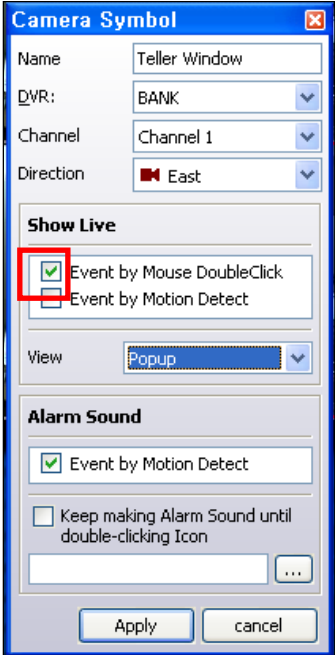 Camera Symbol
Name Teller Window
DVR: BANK
Channel Channel 1
Direction East
Show Live
Event by Mouse DoubleClick
Event by Motion Detect
View Popup
Alarm Sound
Event by Motion Detect
Keep making Alarm Sound until
double-clicking Icon
...
Apply cancel